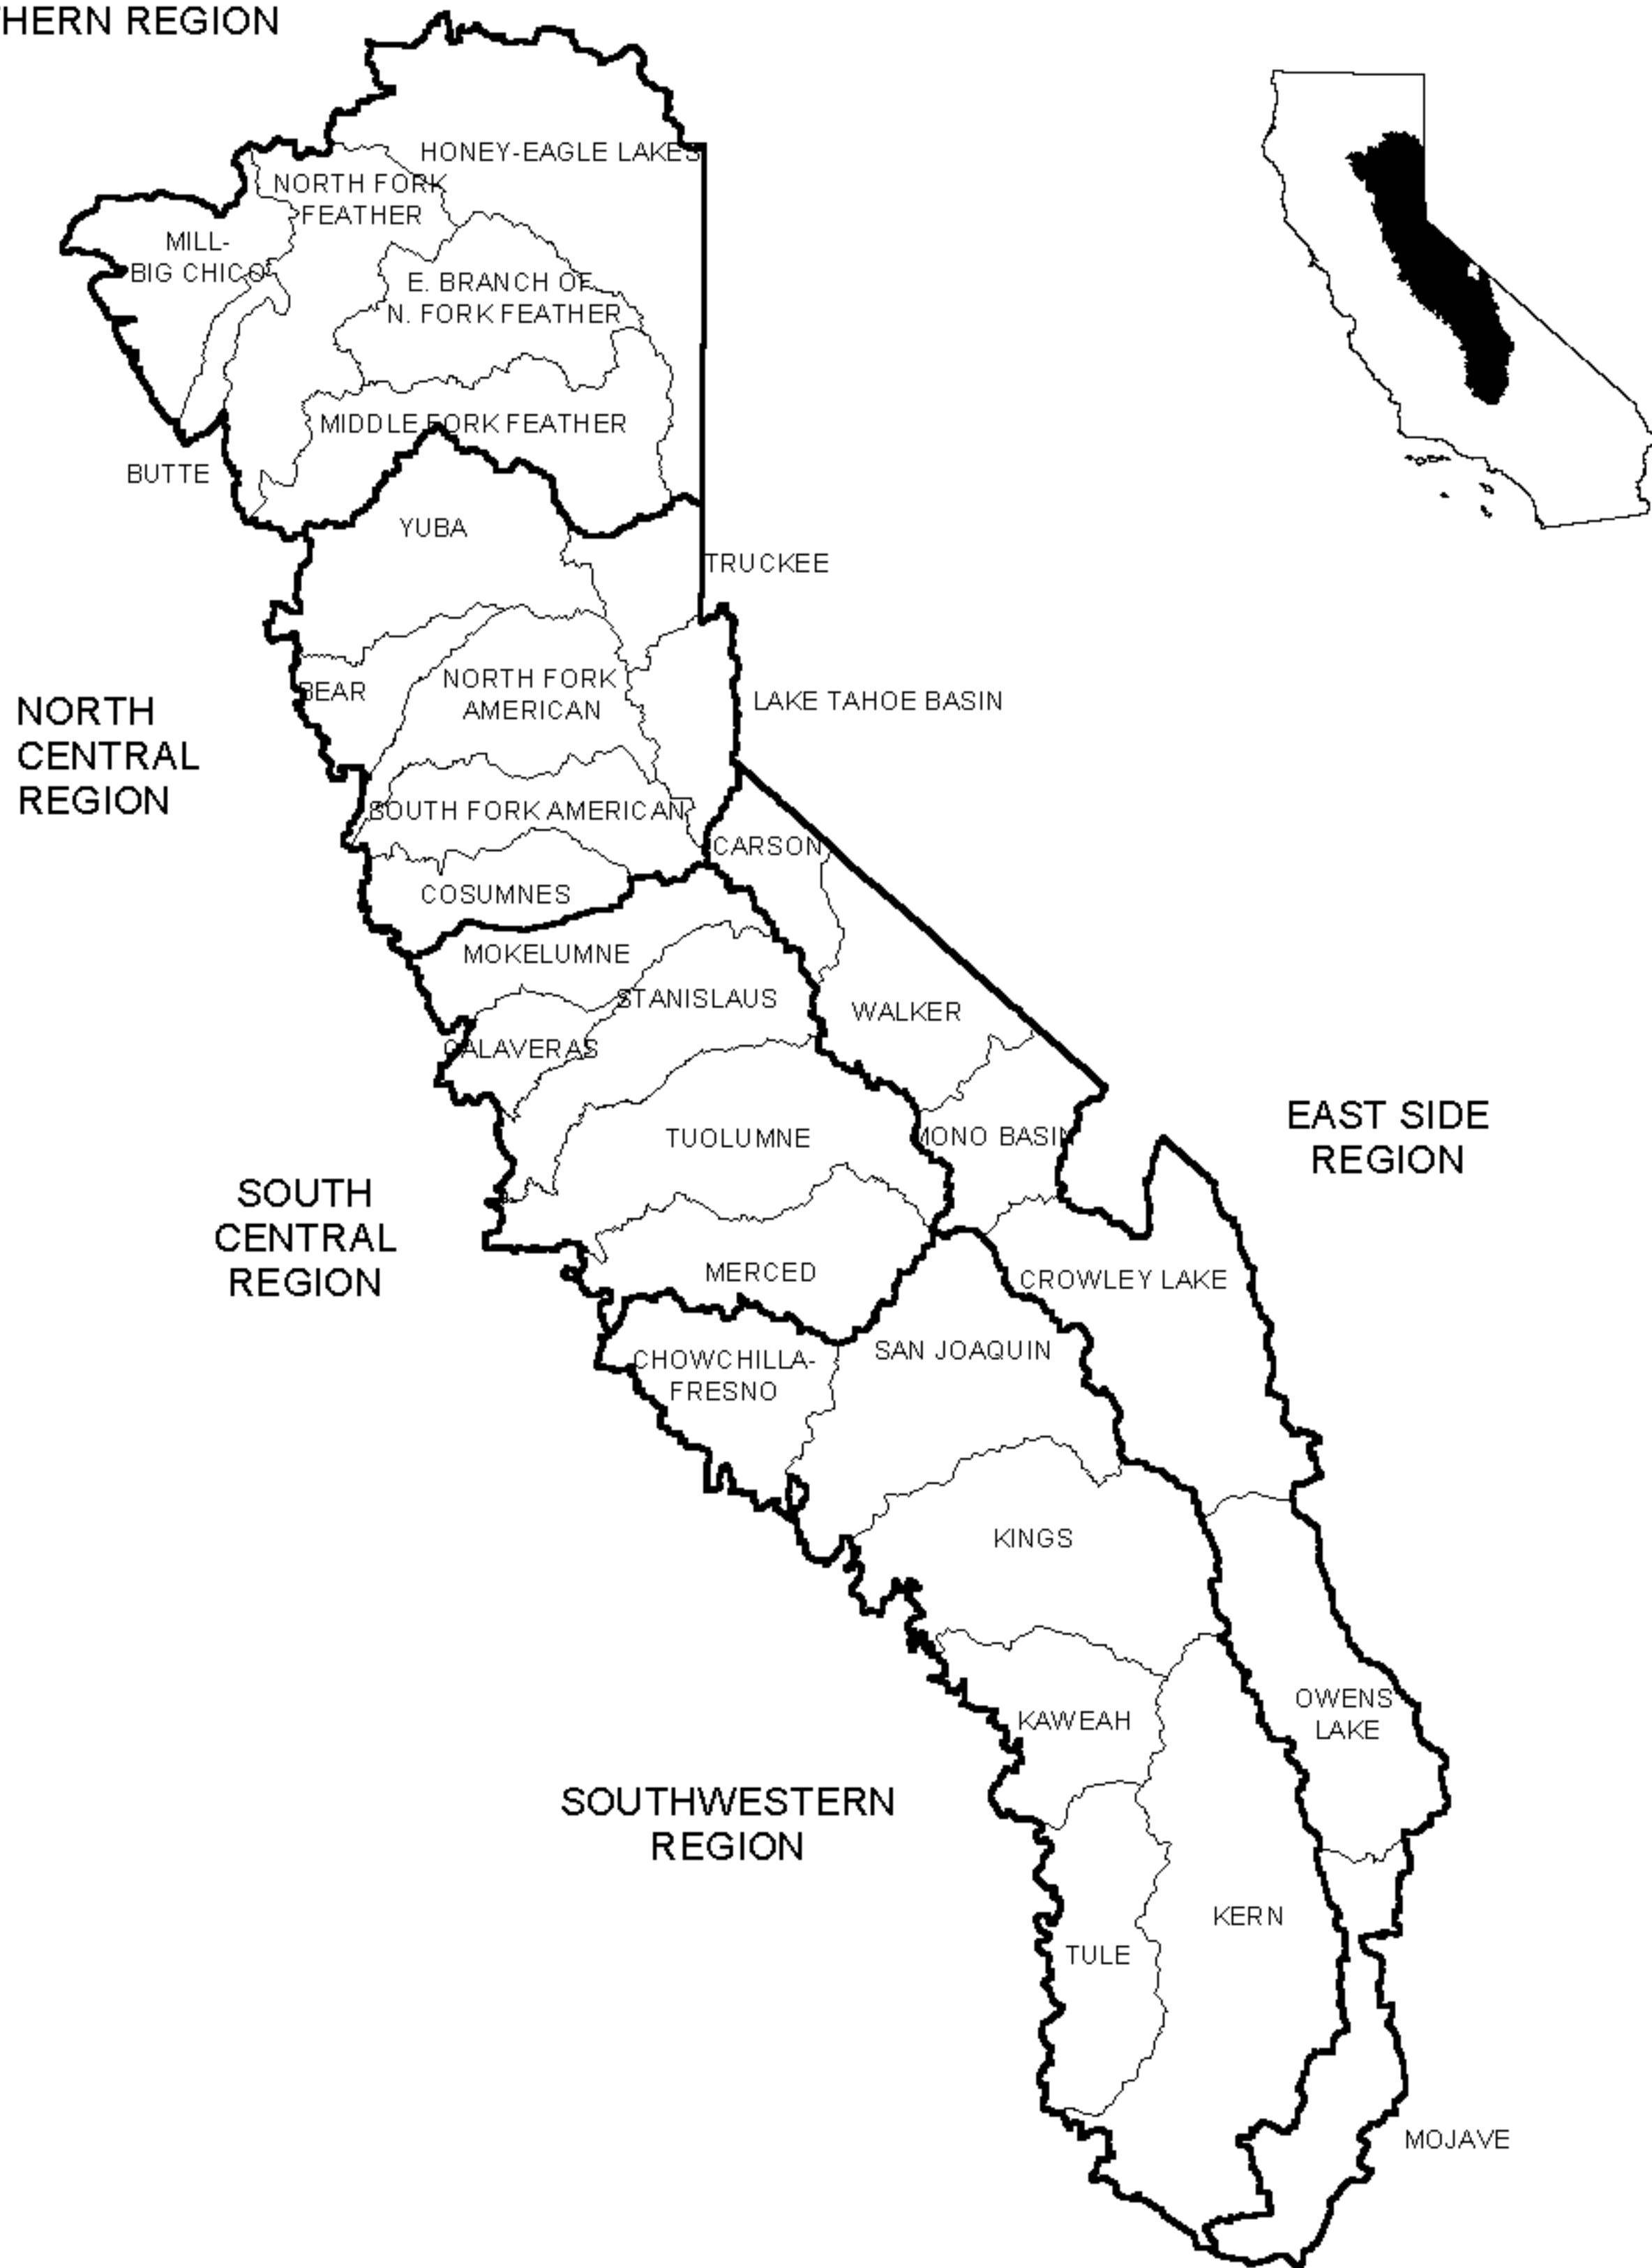 THERN REGION
HONEY-EAGLE LAKES
NORTH FORK
FEATHER
MILL-
BIG CHICO
E. BRANCH OF
N. FORK FEATHER
MIDDLE FORK FEATHER
BUTTE
YUBA
TRUCKEE
BEAR
NORTH FORK
AMERICAN
LAKE TAHOE BASIN
NORTH
CENTRAL
REGION
SOUTH FORK AMERICAN
CARSON
COSUMNES
MOKELUMNE
STANISLAUS
WALKER
CALAVERAS
TUOLUMNE
MONO BASIN
EAST SIDE
REGION
SOUTH
CENTRAL
REGION
MERCED
CROWLEY LAKE
SAN JOAQUIN
CHOWCHILLA-
FRESNO
KINGS
KAWEAH
OWENS
LAKE
SOUTHWESTERN
REGION
KERN
TULE
MOJAVE